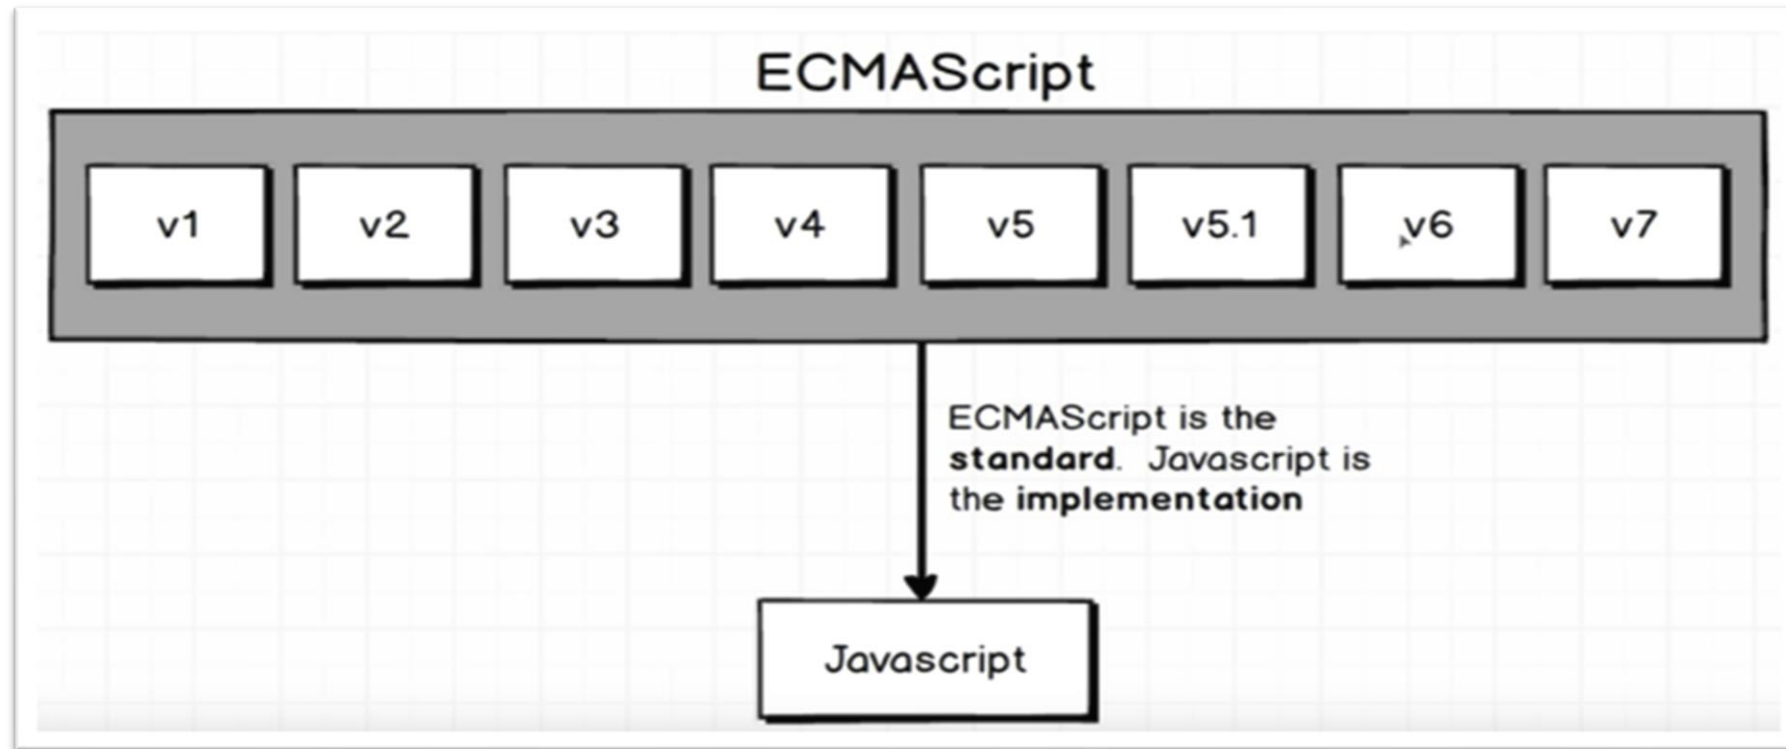 ECMAScript
v1 v2 v3 v4 v5 v5.1 v6 v7
ECMAScript is the
standard. Javascript is
the implementation
Javascript